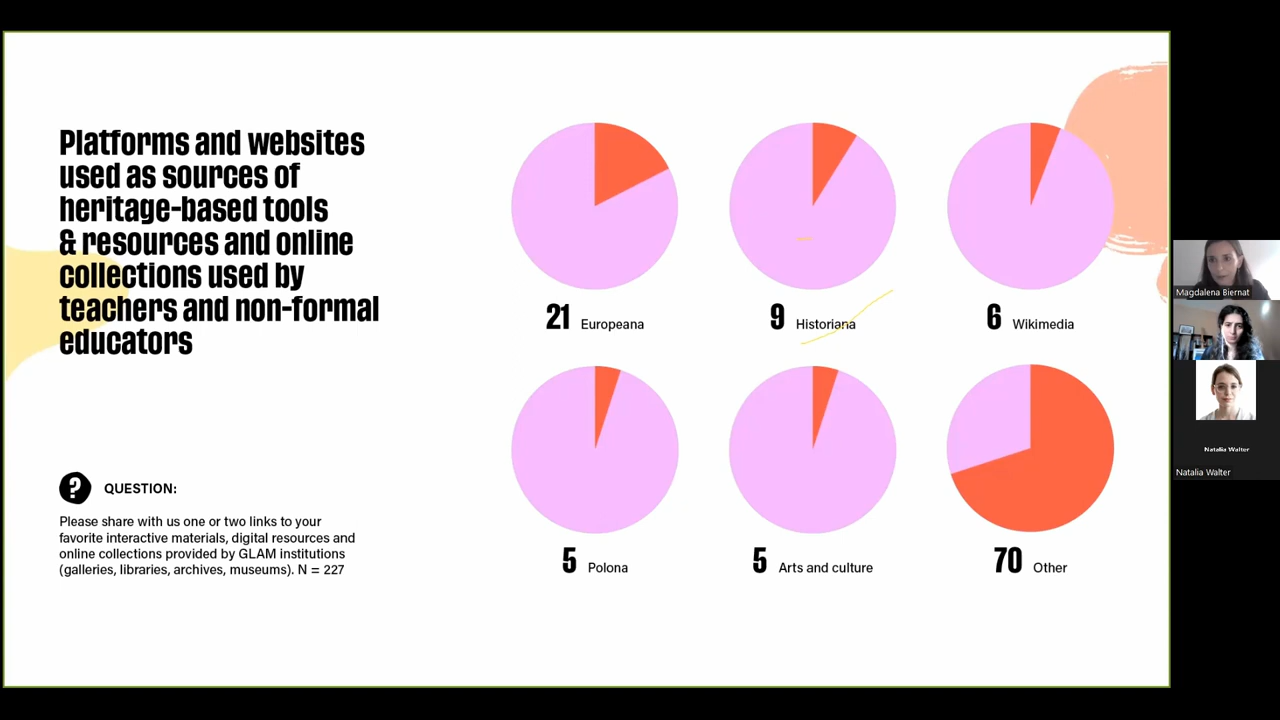 Platforms and websites
used as sources of
heritage-based tools
& resources and online
collections used by
teachers and non-formal
educators
? QUESTION:
Please share with us one or two links to your
favorite interactive materials, digital resources and
online collections provided by GLAM institutions
(galleries, libraries, archives, museums). N = 227
21 Europeana
9 Historiana
6 Wikimedia
5 Polona
5 Arts and culture
70 Other
Magdalena Biernat
Natalia Walter
Natalia Walter